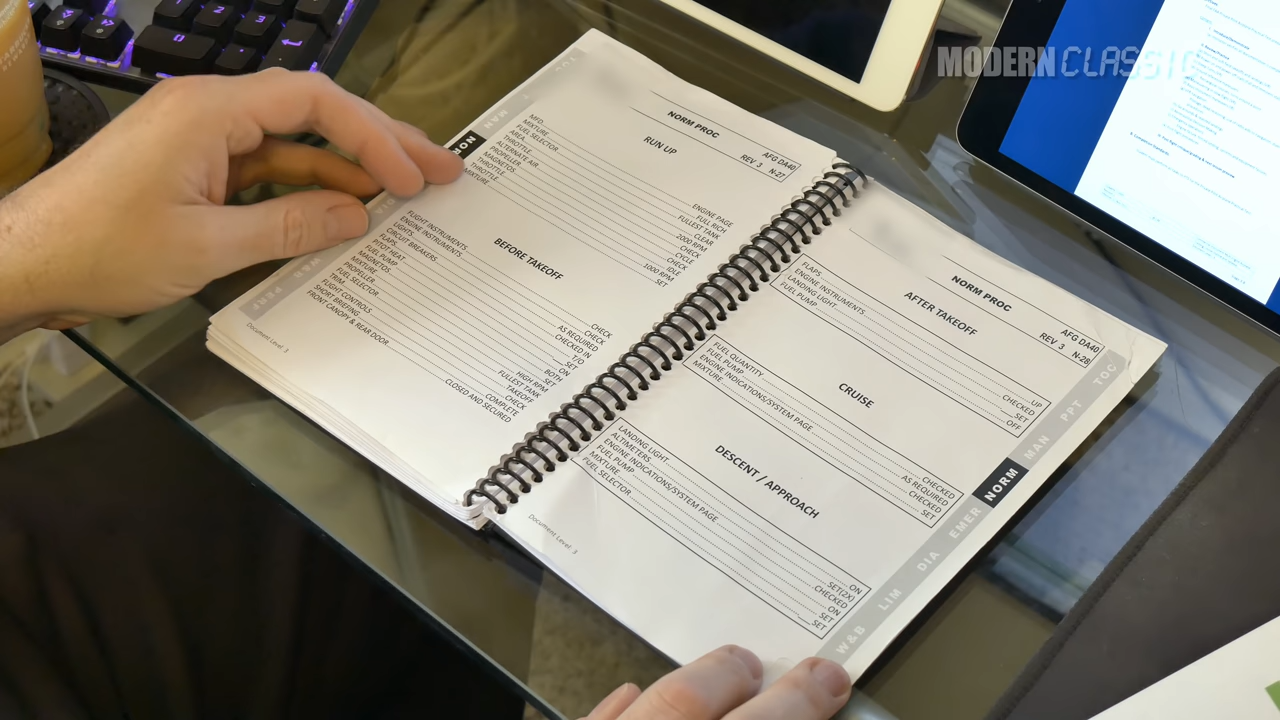 MODERN CLASSIC
NORM PROC
AFG DA40
REV 3 N-27
RUN UP
MFD ENGINE PAGE
MIXTURE FULL RICH
FUEL SELECTOR FULLEST TANK
AREA CLEAR
THROTTLE 2000 RPM
ALTERNATE AIR CHECK
PROPELLER CYCLE
MAGNETOS CHECK
THROTTLE IDLE
THROTTLE 1000 RPM
MIXTURE SET
BEFORE TAKEOFF
FLIGHT INSTRUMENTS CHECK
ENGINE INSTRUMENTS CHECK
LIGHTS AS REQUIRED
CIRCUIT BREAKERS CHECKED IN
FLAPS T/O
PITOT HEAT
FUEL PUMP ON
MAGNETOS BOTH
MIXTURE SET
PROPELLER HIGH RPM
FUEL SELECTOR FULLEST TANK
TRIM TAKEOFF
FLIGHT CONTROLS CHECK
SHORT BRIEFING COMPLETE
FRONT CANOPY & REAR DOOR CLOSED AND SECURED
Document Level: 3
NORM PROC
AFG DA40
REV 3 N-28
AFTER TAKEOFF
FLAPS UP
ENGINE INSTRUMENTS CHECKED
LANDING LIGHT SET
FUEL PUMP OFF
CRUISE
FUEL QUANTITY CHECKED
FUEL PUMP AS REQUIRED
ENGINE INDICATIONS/SYSTEM PAGE CHECKED
MIXTURE SET
DESCENT / APPROACH
LANDING LIGHT ON
ALTIMETERS SET(2X)
ENGINE INDICATIONS/SYSTEM PAGE CHECKED
FUEL PUMP ON
MIXTURE SET
FUEL SELECTOR SET
Document Level: 3
TOC
PPT
MAN
NORM
EMER
DIA
LIM
W&B